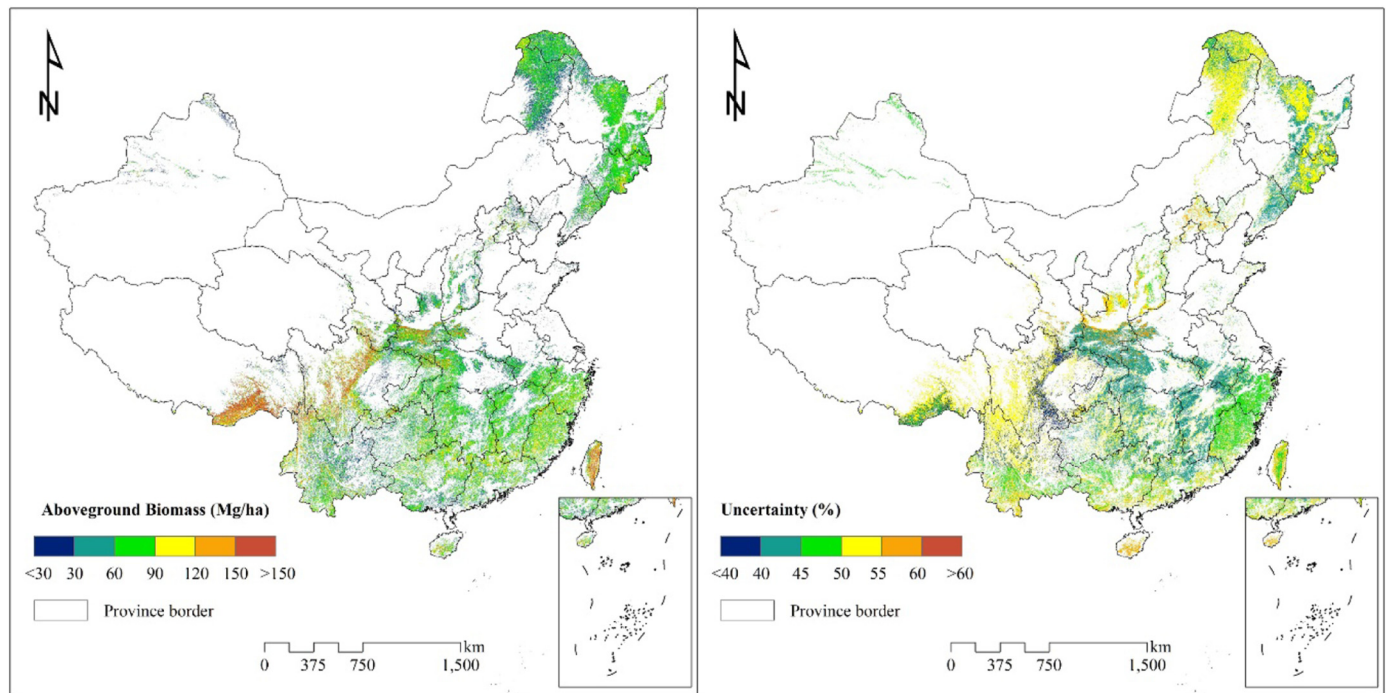 N
Aboveground Biomass (Mg/ha)
<30 30 60 90 120 150 >150
Province border
km
0 375 750 1,500
N
Uncertainty (%)
<40 40 45 50 55 60 >60
Province border
km
0 375 750 1,500